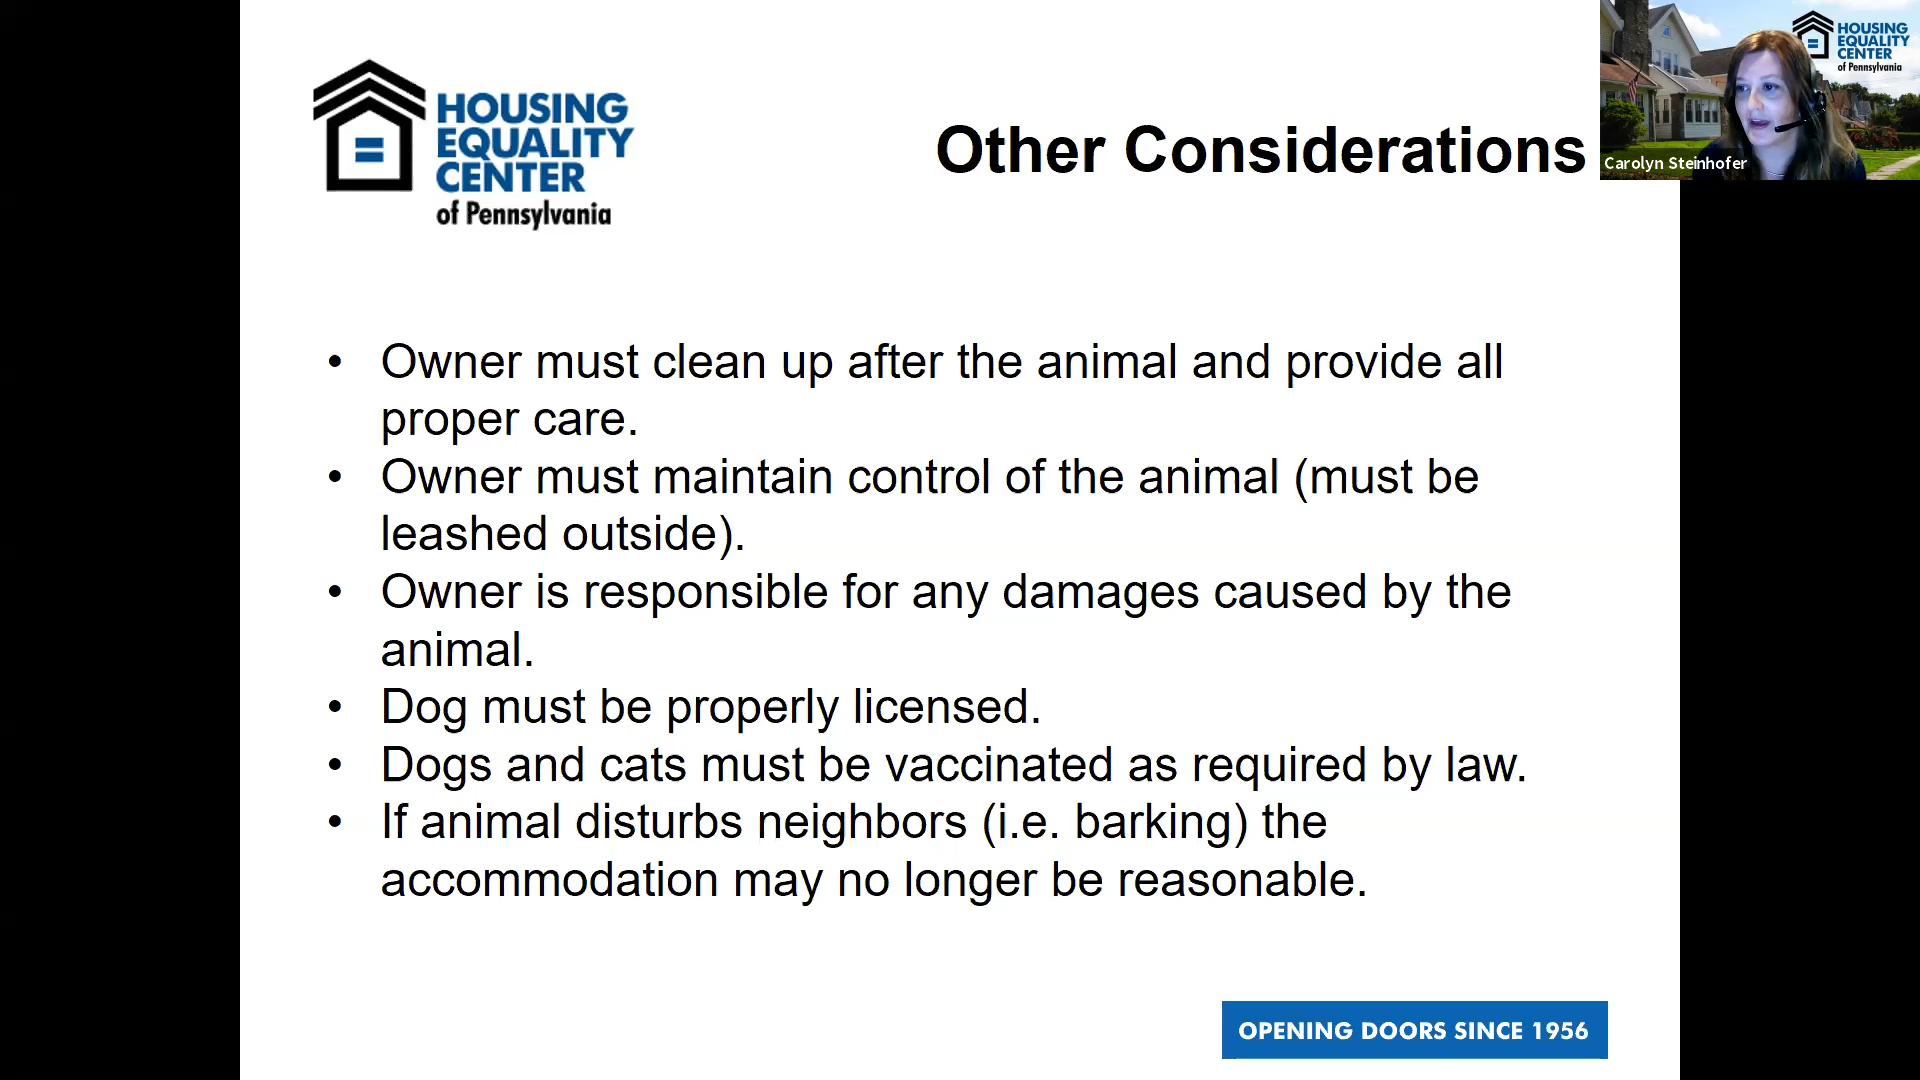 HOUSING
EQUALITY
CENTER
of Pennsylvania
Other Considerations
HOUSING
EQUALITY
CENTER
of Pennsylvania
Carolyn Steinhofer
• Owner must clean up after the animal and provide all
proper care.
• Owner must maintain control of the animal (must be
leashed outside).
• Owner is responsible for any damages caused by the
animal.
• Dog must be properly licensed.
• Dogs and cats must be vaccinated as required by law.
• If animal disturbs neighbors (i.e. barking) the
accommodation may no longer be reasonable.
OPENING DOORS SINCE 1956